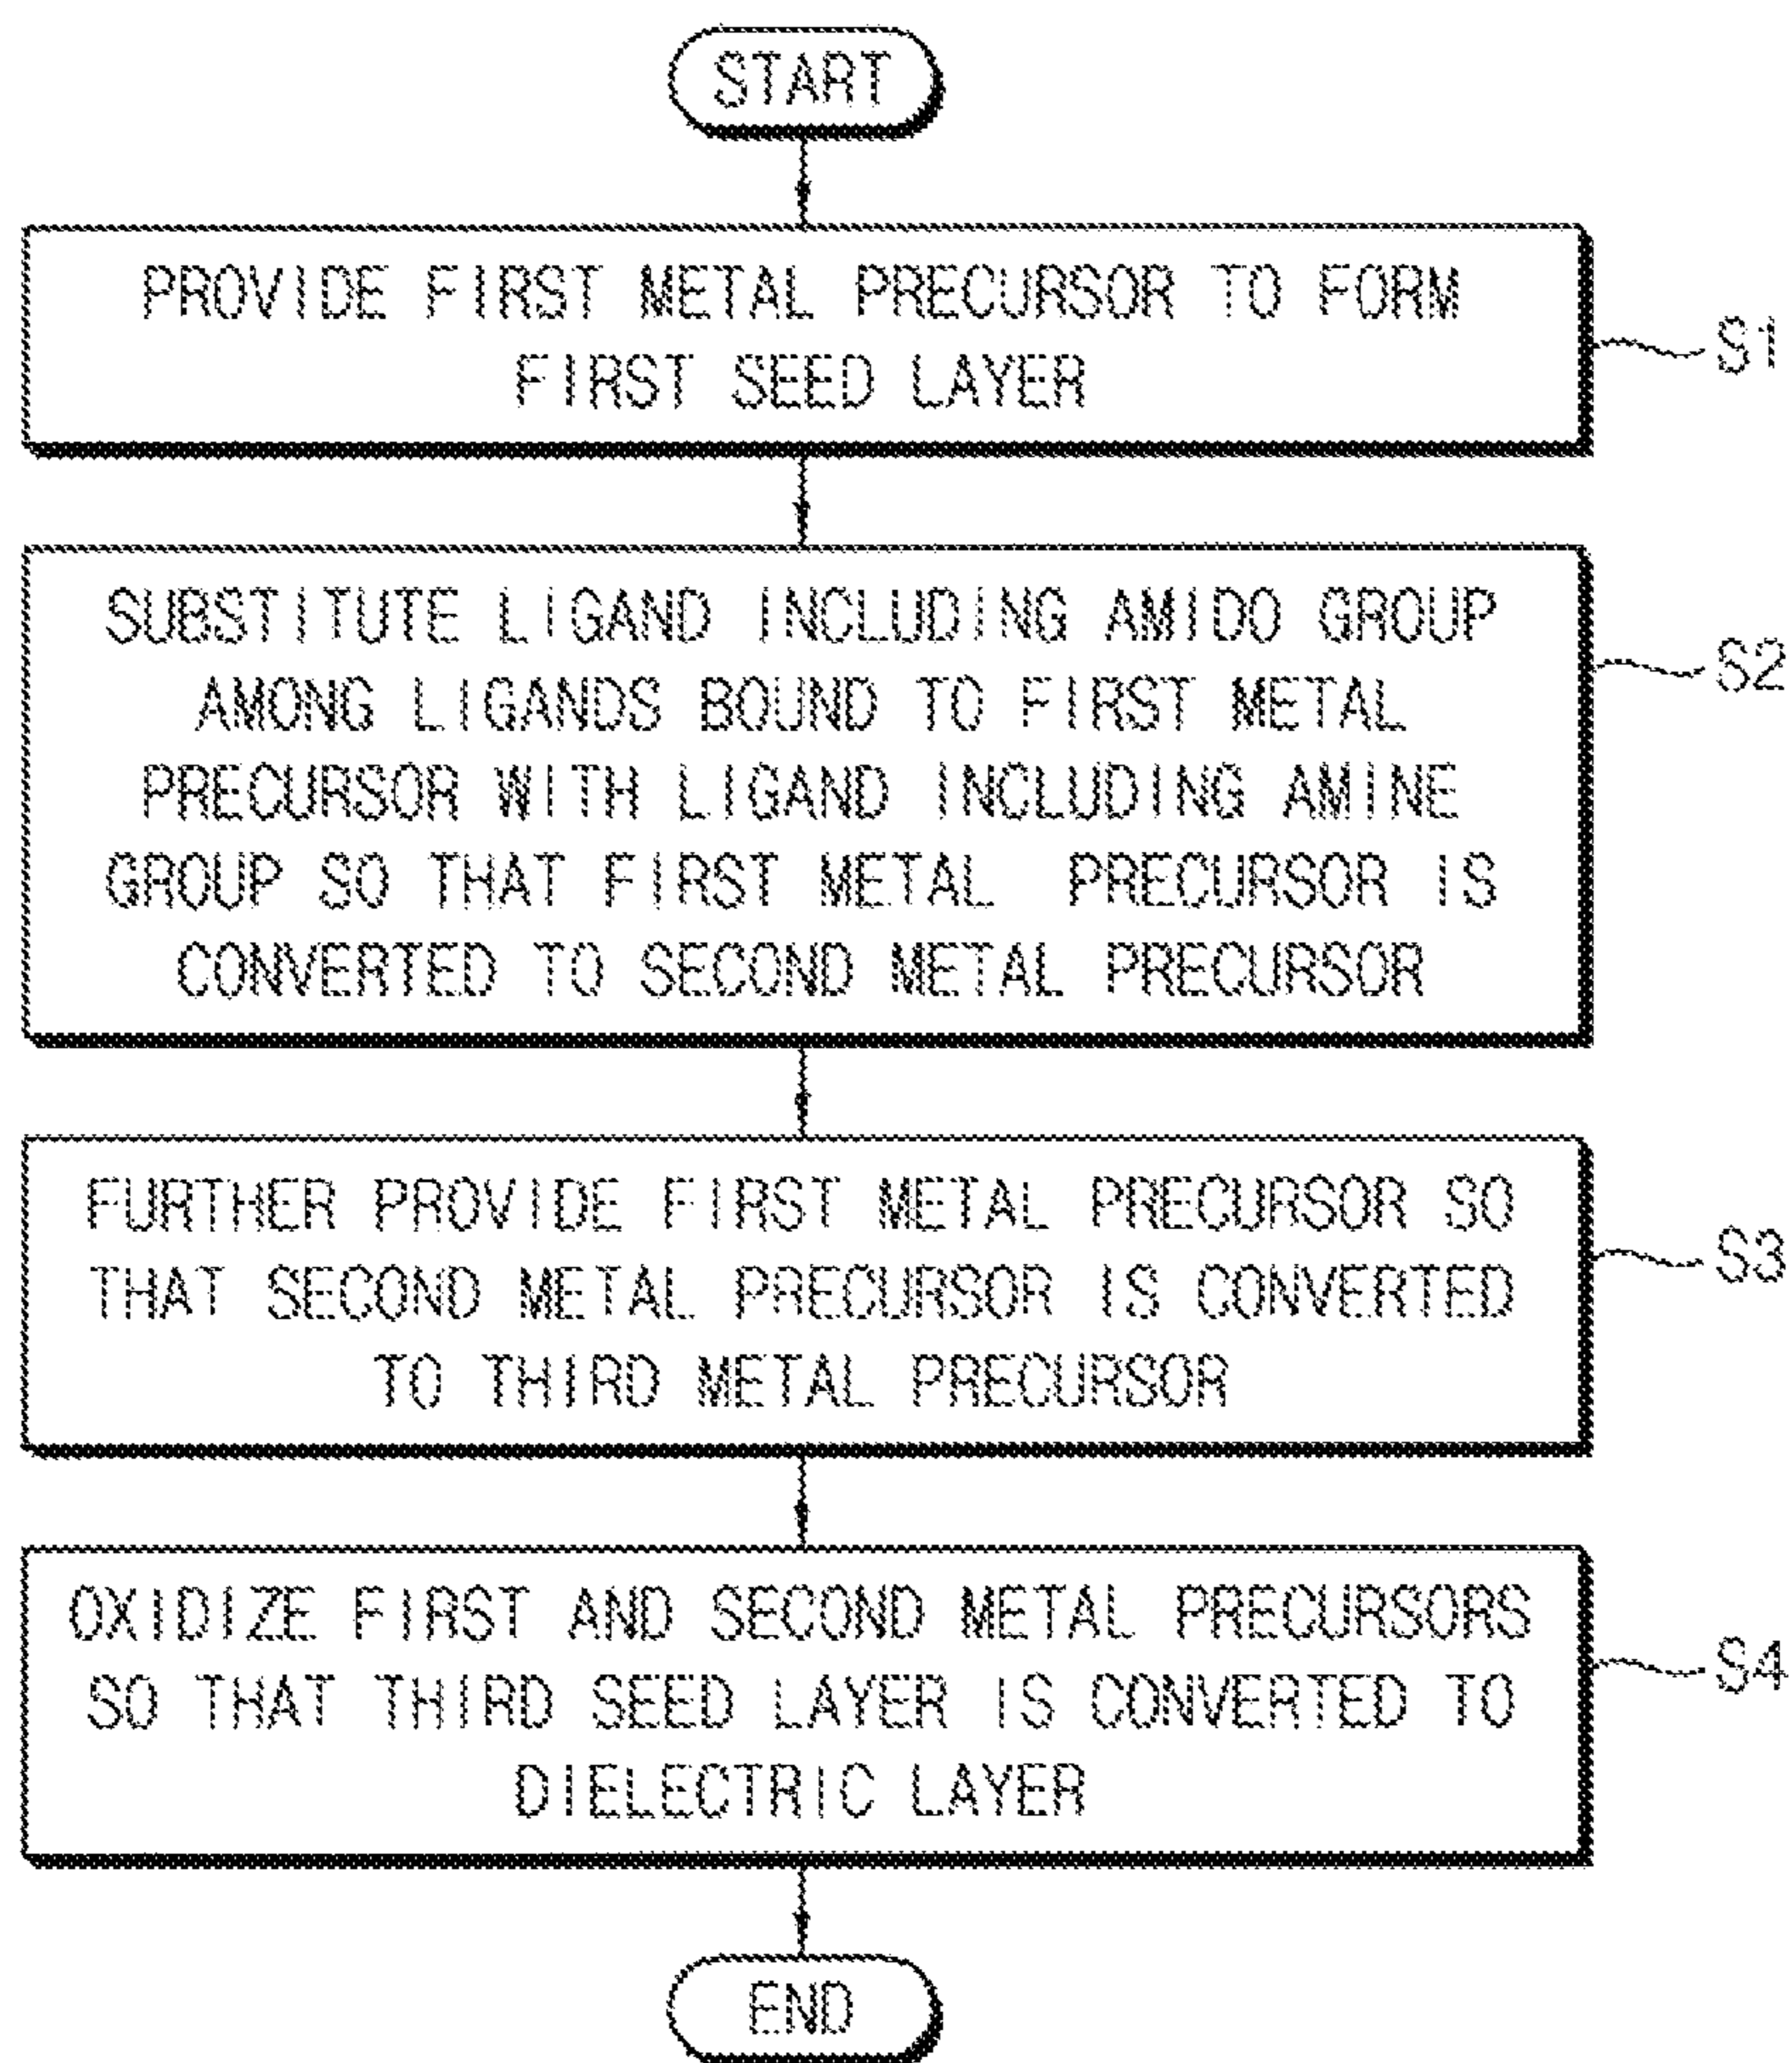 START
PROVIDE FIRST METAL PRECURSOR TO FORM
FIRST SEED LAYER
S1
SUBSTITUTE LIGAND INCLUDING AMIDO GROUP
AMONG LIGANDS BOUND TO FIRST METAL
PRECURSOR WITH LIGAND INCLUDING AMINE
GROUP SO THAT FIRST METAL PRECURSOR IS
CONVERTED TO SECOND METAL PRECURSOR
S2
FURTHER PROVIDE FIRST METAL PRECURSOR SO
THAT SECOND METAL PRECURSOR IS CONVERTED
TO THIRD METAL PRECURSOR
S3
OXIDIZE FIRST AND SECOND METAL PRECURSORS
SO THAT THIRD SEED LAYER IS CONVERTED TO
DIELECTRIC LAYER
S4
END